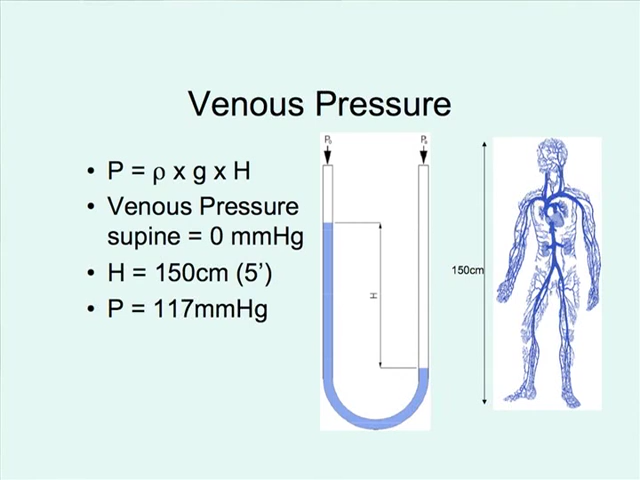 Venous Pressure
• P = ρ x g x H
• Venous Pressure
supine = 0 mmHg
• H = 150cm (5’)
• P = 117mmHg
H
150cm